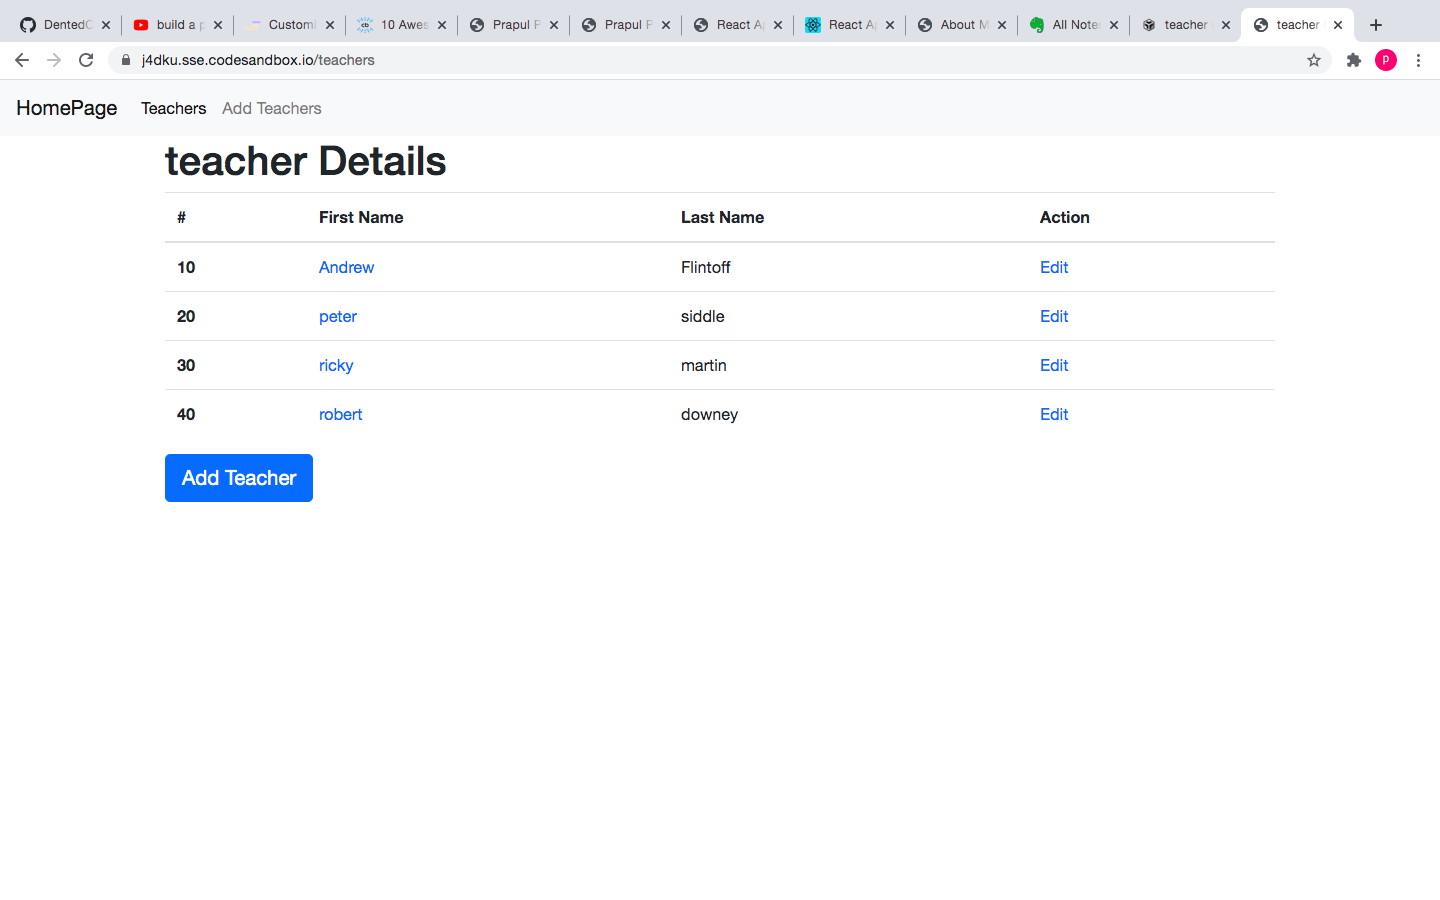 DentedC build a p Custom 10 Awes Prapul P Prapul P React Ap React Ap About M All Note teacher teacher
j4dku.sse.codesandbox.io/teachers P
HomePage Teachers Add Teachers
teacher Details
# First Name Last Name Action
10 Andrew Flintoff Edit
20 peter siddle Edit
30 ricky martin Edit
40 robert downey Edit
Add Teacher